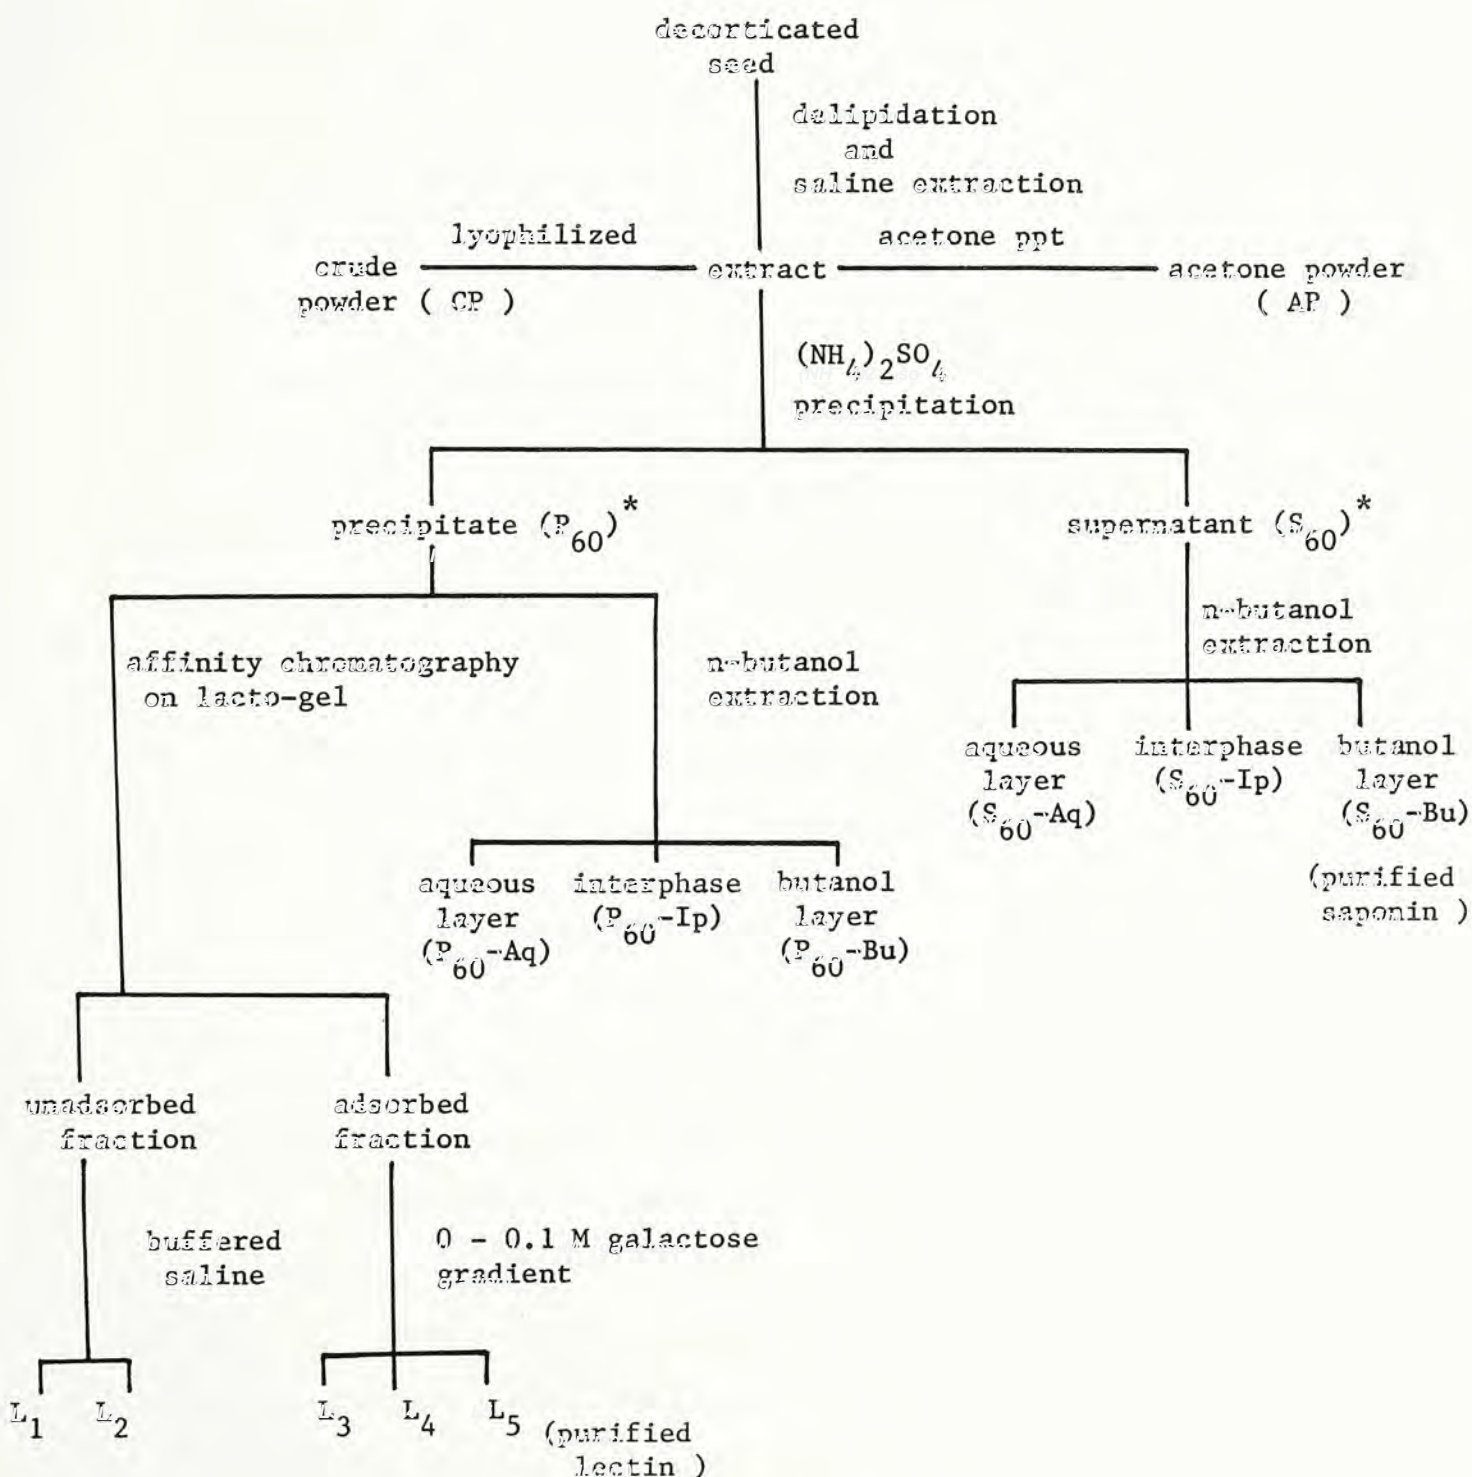 decorticated
seed
delipidation
and
saline extraction
lyophilized
acetone ppt
crude
powder ( CP )
extract
acetone powder
( AP )
(NH4)2SO4
precipitation
precipitate (P60)*
supernatant (S60)*
affinity chromatography
on lacto-gel
n-butanol
extraction
n-butanol
extraction
aqueous
layer
(S60-Aq)
interphase
(S60-Ip)
butanol
layer
(S60-Bu)
(purified
saponin )
aqueous
layer
(P60-Aq)
interphase
(P60-Ip)
butanol
layer
(P60-Bu)
unadsorbed
fraction
adsorbed
fraction
buffered
saline
0 - 0.1 M galactose
gradient
L1
L2
L3
L4
L5
(purified
lectin )